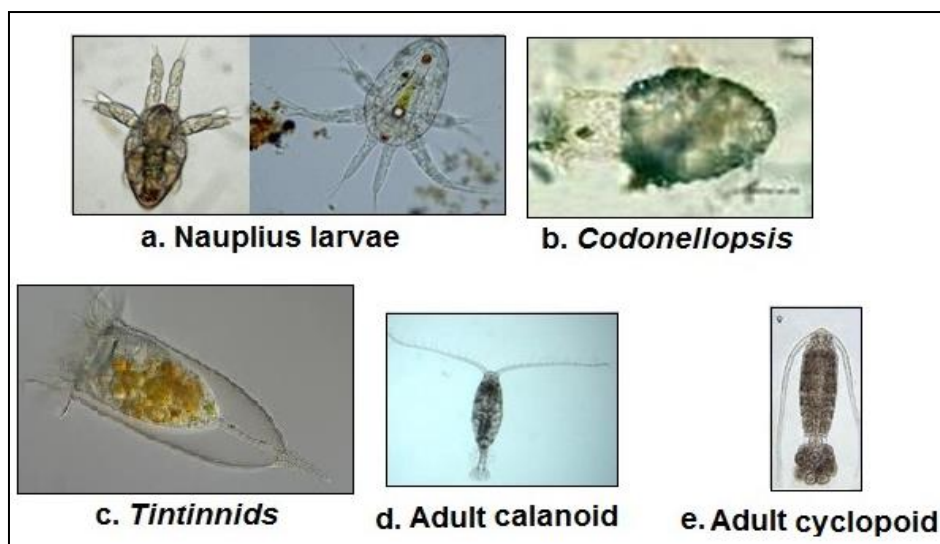 a. Nauplius larvae
b. Codonellopsis
c. Tintinnids
d. Adult calanoid
e. Adult cyclopoid